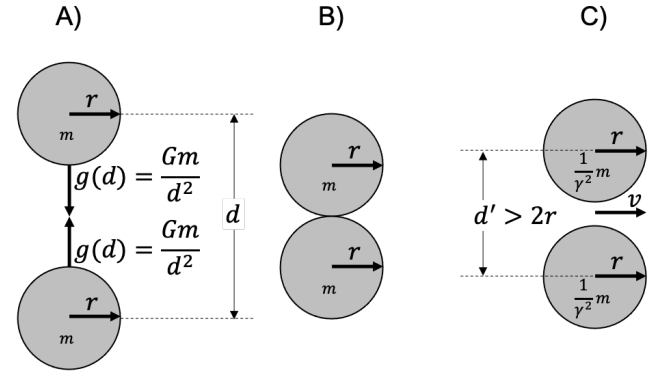 A)
B)
C)
r
m
g(d) = Gm/d²
g(d) = Gm/d²
d
r
m
r
m
r
m
r
1/γ² m
v
d′ > 2r
r
1/γ² m